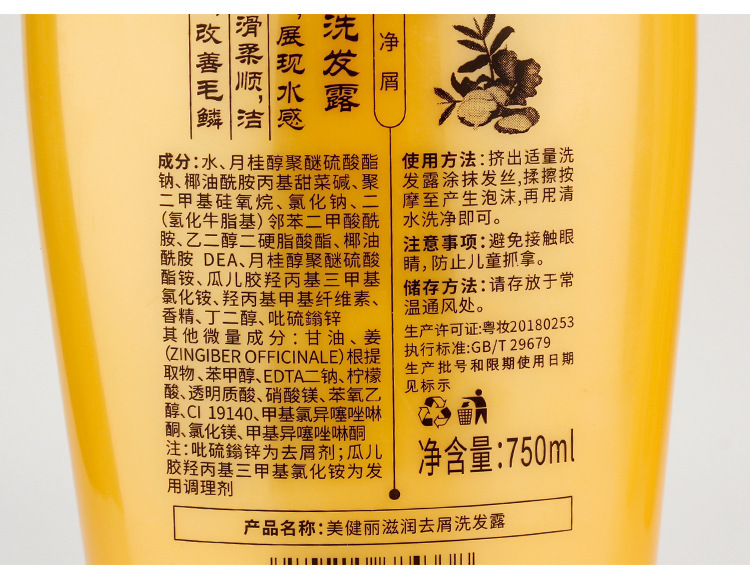 净屑
洗发露
展现水感
滑柔顺,洁
改善毛鳞
成分:水、月桂醇聚醚硫酸酯
钠、椰油酰胺丙基甜菜碱、聚
二甲基硅氧烷、氯化钠、二
(氢化牛脂基)邻苯二甲酸酰
胺、乙二醇二硬脂酸酯、椰油
酰胺 DEA、月桂醇聚醚硫酸
酯铵、瓜儿胶羟丙基三甲基
氯化铵、羟丙基甲基纤维素、
香精、丁二醇、吡硫鎓锌
其他微量成分:甘油、姜
(ZINGIBER OFFICINALE)根提
取物、苯甲醇、EDTA二钠、柠檬
酸、透明质酸、硝酸镁、苯氧乙
醇、CI 19140、甲基氯异噻唑啉
酮、氯化镁、甲基异噻唑啉酮
注:吡硫鎓锌为去屑剂;瓜儿
胶羟丙基三甲基氯化铵为发
用调理剂
使用方法:挤出适量洗
发露涂抹发丝,揉擦按
摩至产生泡沫,再用清
水洗净即可。
注意事项:避免接触眼
睛,防止儿童抓拿。
储存方法:请存放于常
温通风处。
生产许可证:粤妆20180253
执行标准:GB/T 29679
生产批号和限期使用日期
见标示
净含量:750ml
产品名称:美健丽滋润去屑洗发露